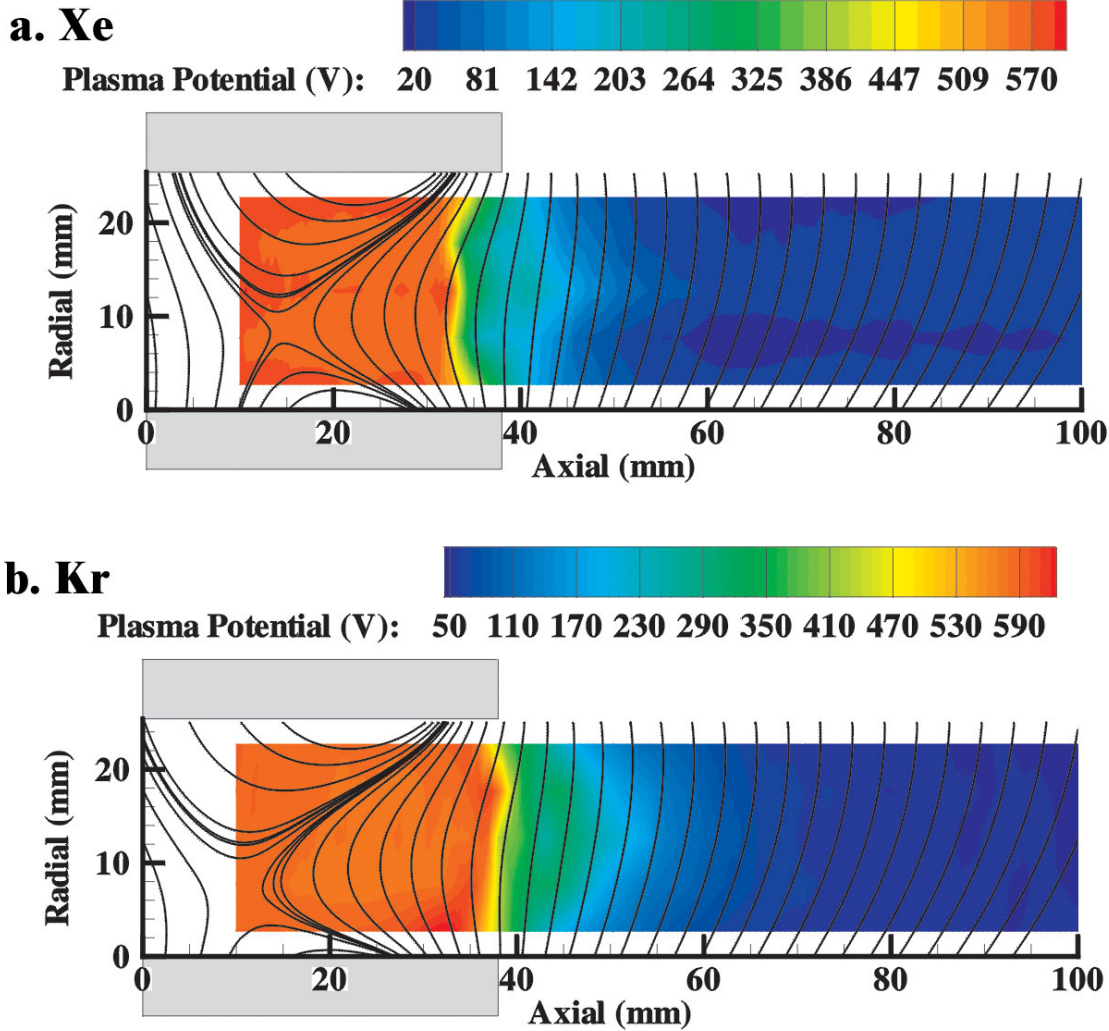 a. Xe
Plasma Potential (V): 20 81 142 203 264 325 386 447 509 570
Radial (mm)
20
10
0
0 20 40 60 80 100
Axial (mm)
b. Kr
Plasma Potential (V): 50 110 170 230 290 350 410 470 530 590
Radial (mm)
20
10
0
0 20 40 60 80 100
Axial (mm)